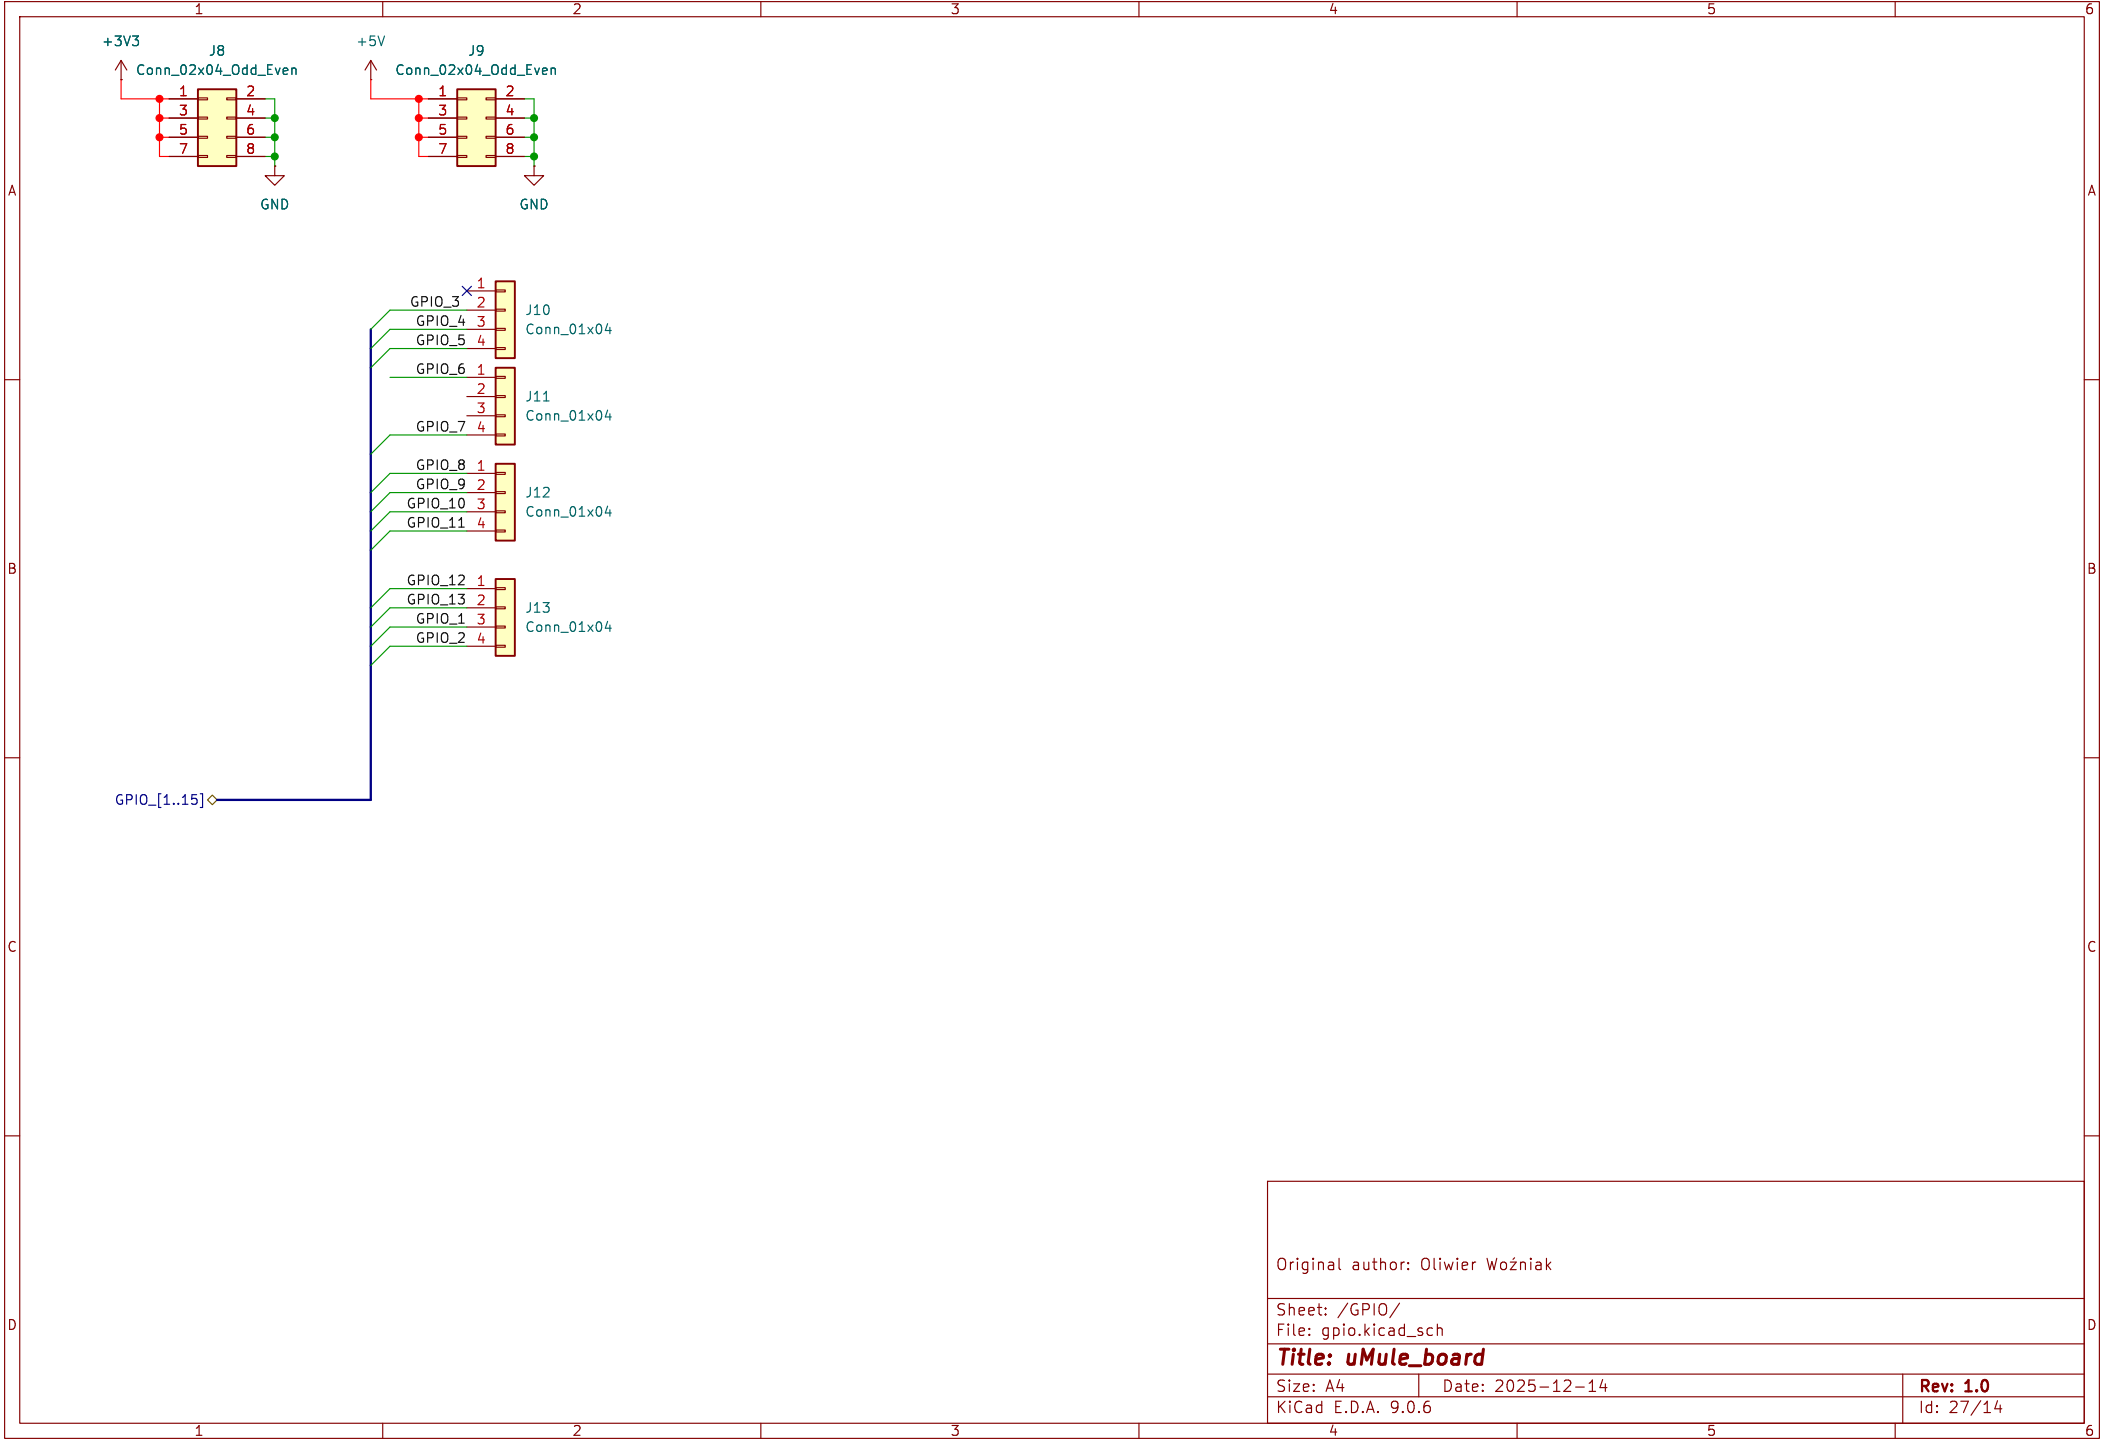 1 2 3 4 5 6
+3V3
J8
Conn_02x04_Odd_Even
1 2
3 4
5 6
7 8
GND
+5V
J9
Conn_02x04_Odd_Even
1 2
3 4
5 6
7 8
GND
A A
1
GPIO_3 2
GPIO_4 3
GPIO_5 4
J10
Conn_01x04
GPIO_6 1
2
3
GPIO_7 4
J11
Conn_01x04
GPIO_8 1
GPIO_9 2
GPIO_10 3
GPIO_11 4
J12
Conn_01x04
B B
GPIO_12 1
GPIO_13 2
GPIO_1 3
GPIO_2 4
J13
Conn_01x04
GPIO_[1..15]
C C
Original author: Oliwier Woźniak
Sheet: /GPIO/
File: gpio.kicad_sch
D D
Title: uMule_board
Size: A4 Date: 2025-12-14 Rev: 1.0
KiCad E.D.A. 9.0.6 Id: 27/14
1 2 3 4 5 6